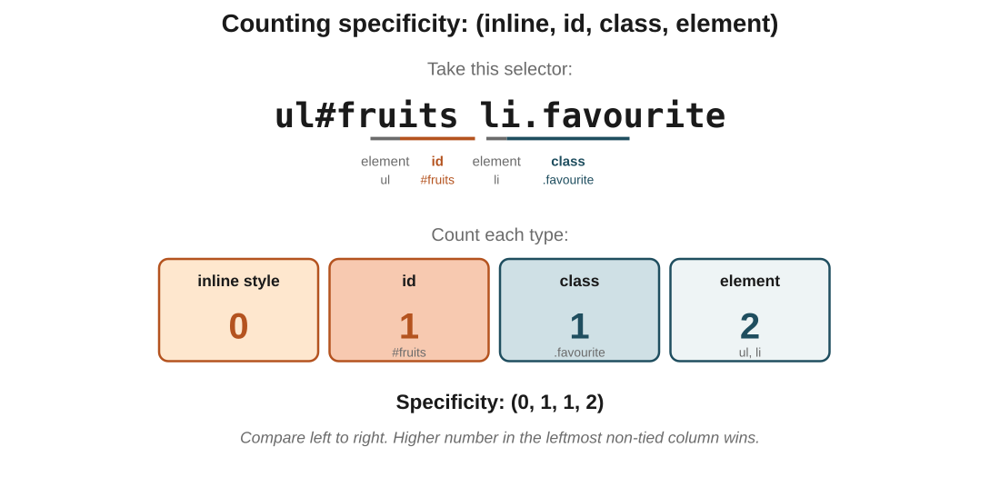 Counting specificity: (inline, id, class, element)
Take this selector:
ul#fruits li.favourite
element id element class
ul #fruits li .favourite
Count each type:
inline style id class element
0 1 1 2
#fruits .favourite ul, li
Specificity: (0, 1, 1, 2)
Compare left to right. Higher number in the leftmost non-tied column wins.